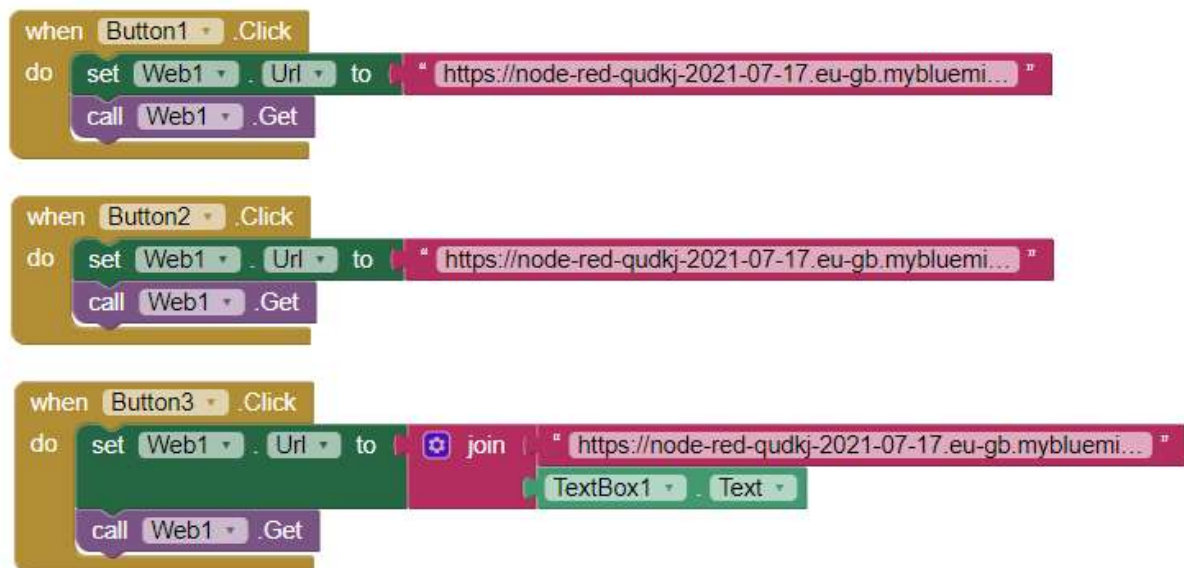 when Button1 .Click
do set Web1 . Url to " https://node-red-qudkj-2021-07-17.eu-gb.mybluemi... "
call Web1 .Get
when Button2 .Click
do set Web1 . Url to " https://node-red-qudkj-2021-07-17.eu-gb.mybluemi... "
call Web1 .Get
when Button3 .Click
do set Web1 . Url to join " https://node-red-qudkj-2021-07-17.eu-gb.mybluemi... "
TextBox1 . Text
call Web1 .Get